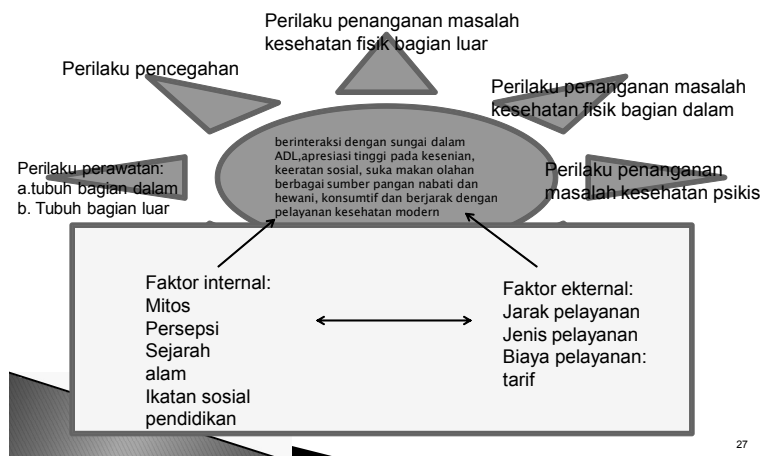 Perilaku penanganan masalah
kesehatan fisik bagian luar
Perilaku pencegahan
Perilaku penanganan masalah
kesehatan fisik bagian dalam
Perilaku perawatan:
a.tubuh bagian dalam
b. Tubuh bagian luar
berinteraksi dengan sungai dalam
ADL,apresiasi tinggi pada kesenian,
keeratan sosial, suka makan olahan
berbagai sumber pangan nabati dan
hewani, konsumtif dan berjarak dengan
pelayanan kesehatan modern
Perilaku penanganan
masalah kesehatan psikis
Faktor internal:
Mitos
Persepsi
Sejarah
alam
Ikatan sosial
pendidikan
Faktor ekternal:
Jarak pelayanan
Jenis pelayanan
Biaya pelayanan:
tarif
27